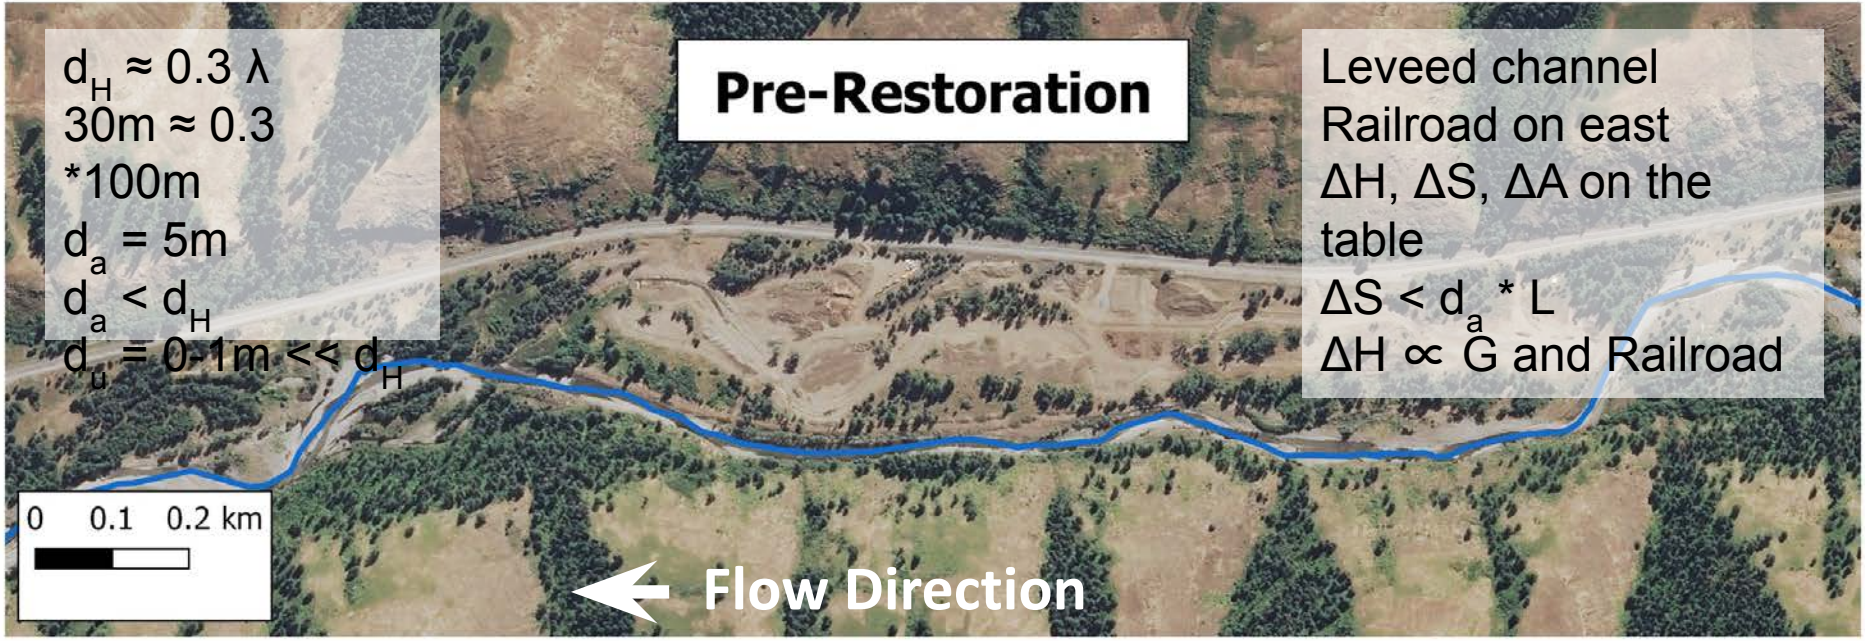 d_H ≈ 0.3 λ
30m ≈ 0.3
*100m
d_a = 5m
d_a < d_H
d_u = 0-1m << d_H
Pre-Restoration
Leveed channel
Railroad on east
ΔH, ΔS, ΔA on the
table
ΔS < d_a * L
ΔH ∝ G and Railroad
0 0.1 0.2 km
Flow Direction